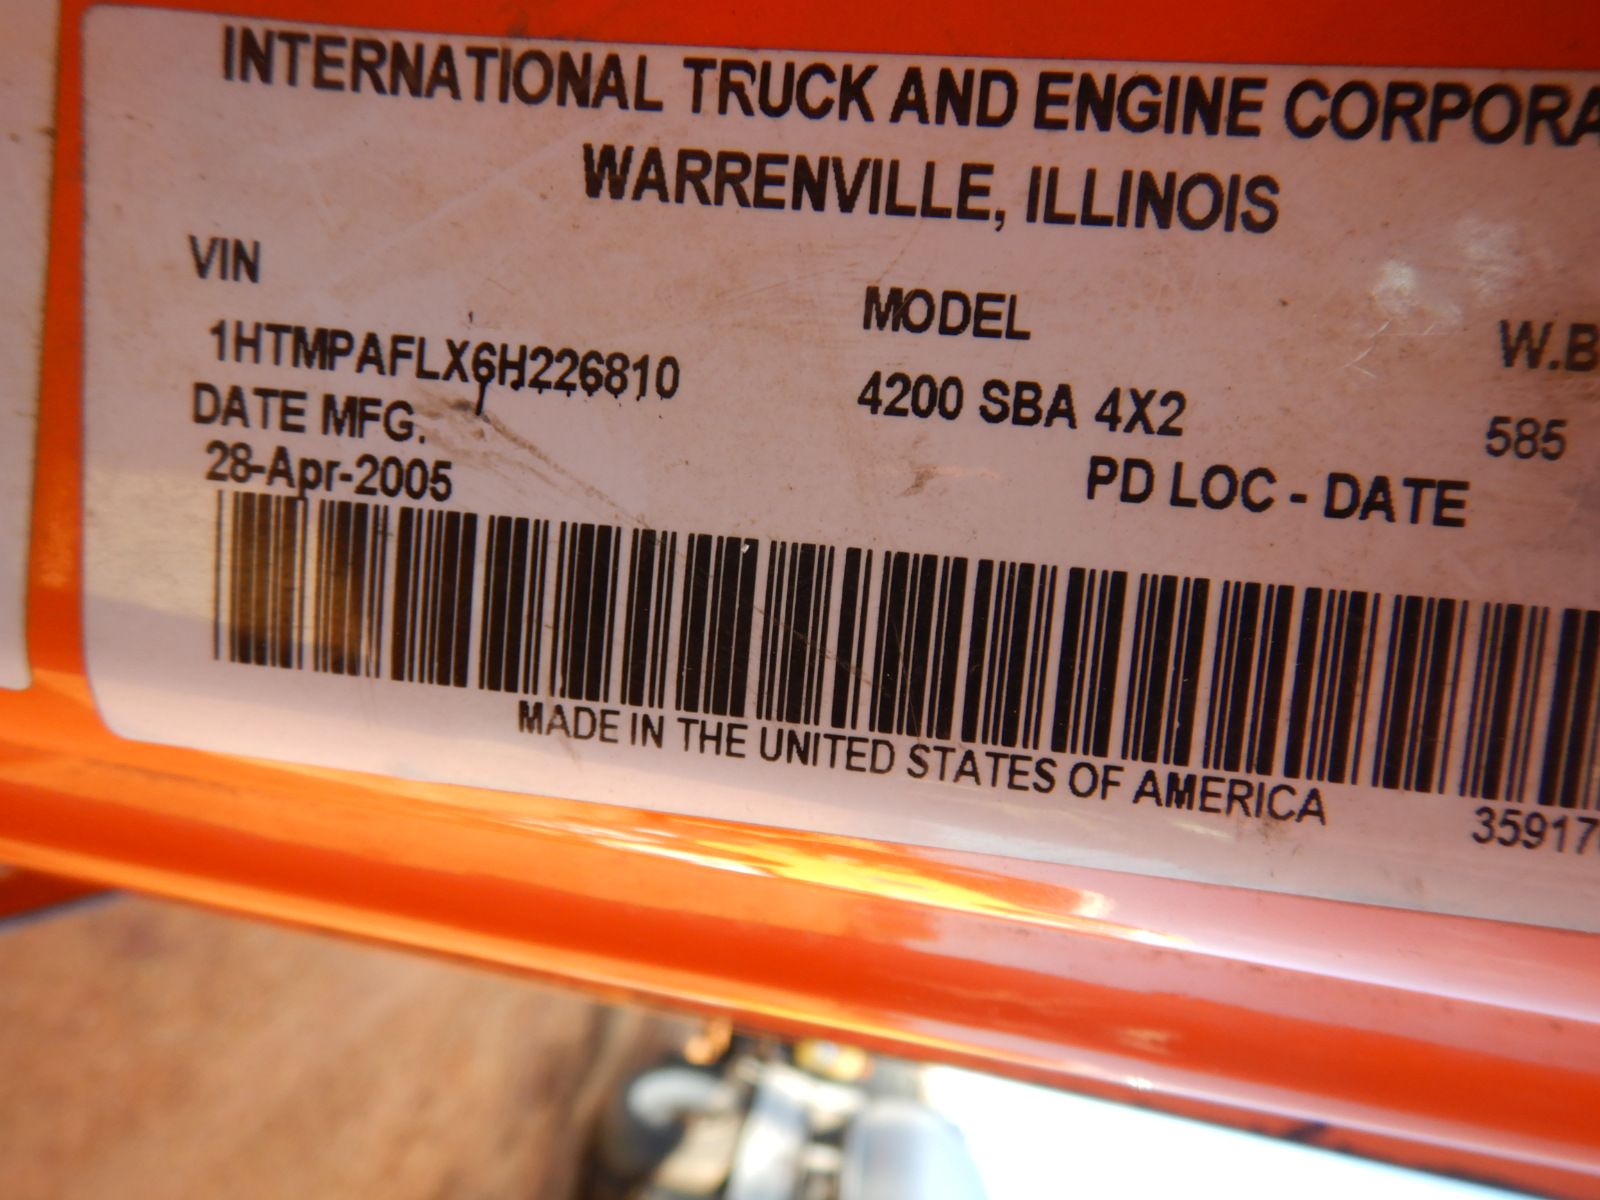 INTERNATIONAL TRUCK AND ENGINE CORPORA
WARRENVILLE, ILLINOIS
VIN MODEL W.B
1HTMPAFLX6H226810 4200 SBA 4X2 585
DATE MFG. PD LOC - DATE
28-Apr-2005
MADE IN THE UNITED STATES OF AMERICA
35917